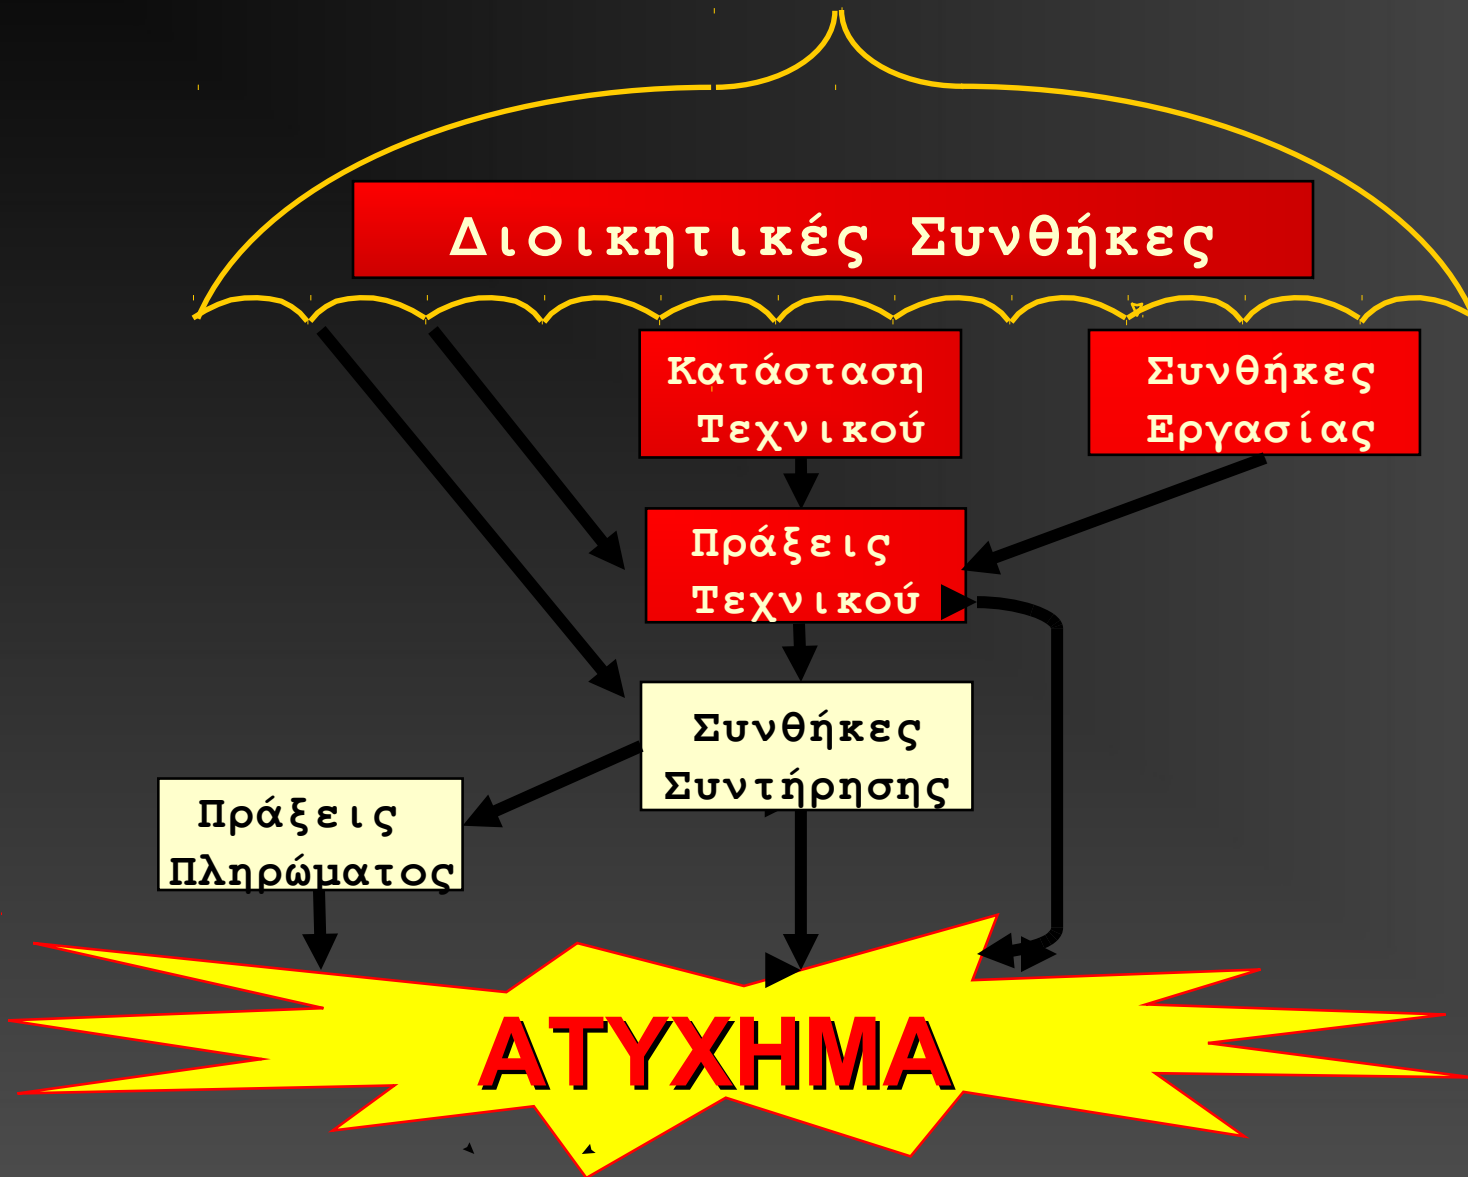 Διοικητικές Συνθήκες
Κατάσταση
Τεχνικού
Συνθήκες
Εργασίας
Πράξεις
Τεχνικού
Συνθήκες
Συντήρησης
Πράξεις
Πληρώματος
ΑΤΥΧΗΜΑ